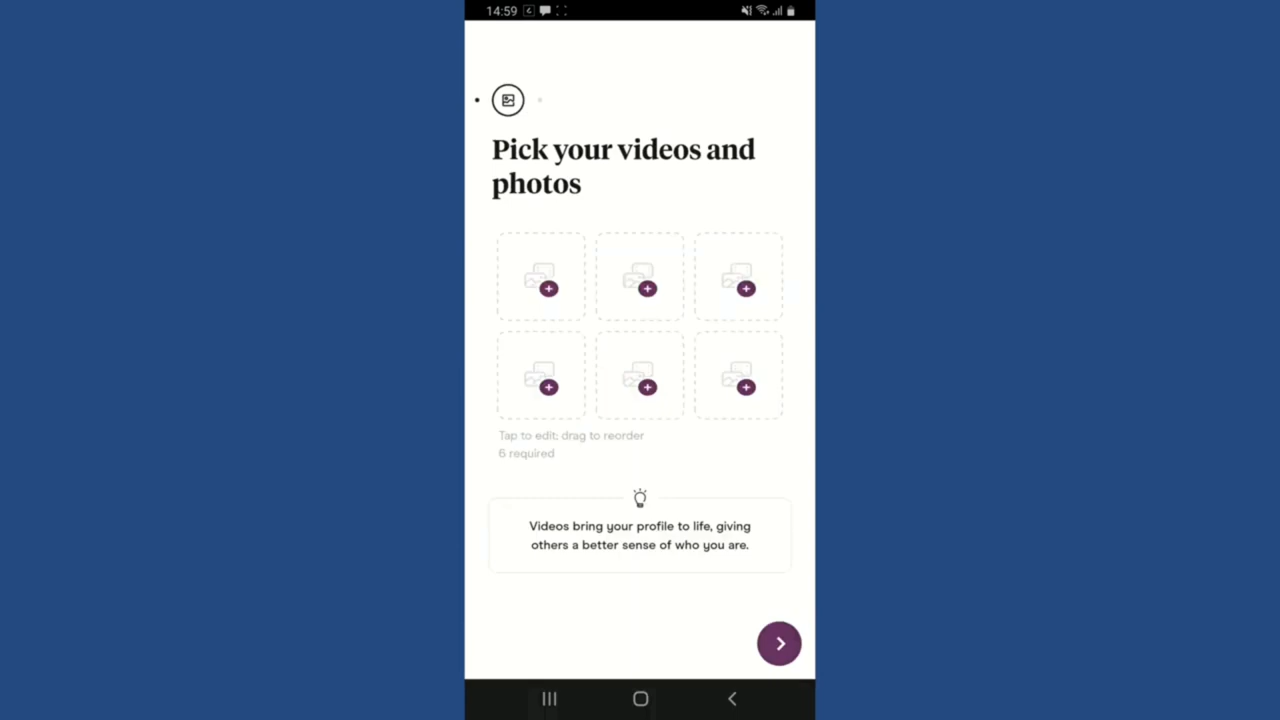 14:59
Pick your videos and
photos
Tap to edit; drag to reorder
6 required
Videos bring your profile to life, giving
others a better sense of who you are.